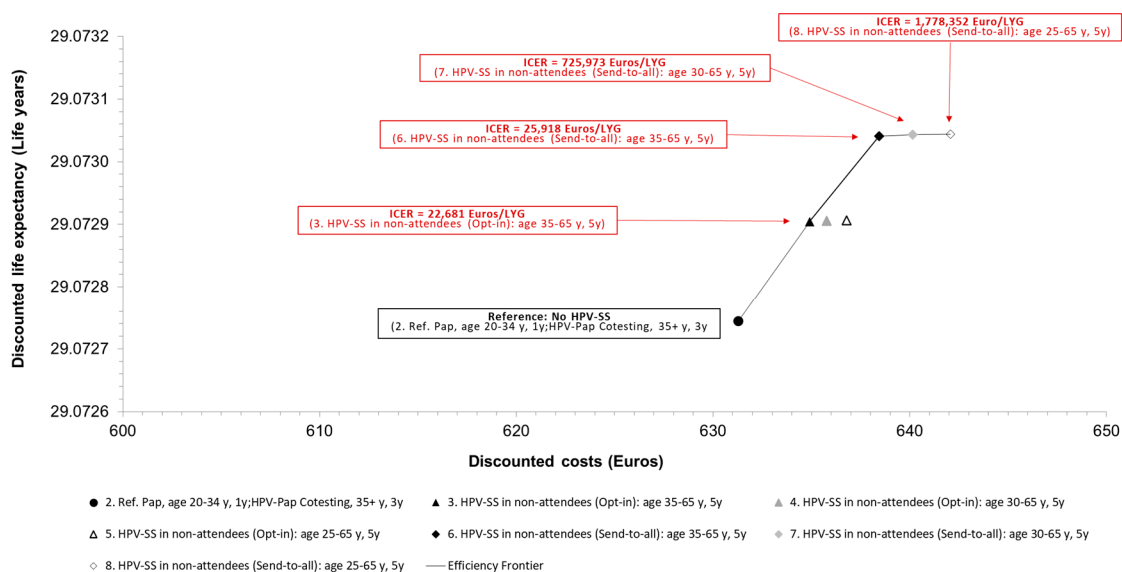 ICER = 1,778,352 Euro/LYG
(8. HPV-SS in non-attendees (Send-to-all): age 25-65 y, 5y)
ICER = 725,973 Euros/LYG
(7. HPV-SS in non-attendees (Send-to-all): age 30-65 y, 5y)
ICER = 25,918 Euros/LYG
(6. HPV-SS in non-attendees (Send-to-all): age 35-65 y, 5y)
ICER = 22,681 Euros/LYG
(3. HPV-SS in non-attendees (Opt-in): age 35-65 y, 5y)
Reference: No HPV-SS
(2. Ref. Pap, age 20-34 y, 1y;HPV-Pap Cotesting, 35+ y, 3y
Discounted life expectancy (Life years)
29.0732
29.0731
29.0730
29.0729
29.0728
29.0727
29.0726
600
610
620
630
640
650
Discounted costs (Euros)
2. Ref. Pap, age 20-34 y, 1y;HPV-Pap Cotesting, 35+ y, 3y
3. HPV-SS in non-attendees (Opt-in): age 35-65 y, 5y
4. HPV-SS in non-attendees (Opt-in): age 30-65 y, 5y
5. HPV-SS in non-attendees (Opt-in): age 25-65 y, 5y
6. HPV-SS in non-attendees (Send-to-all): age 35-65 y, 5y
7. HPV-SS in non-attendees (Send-to-all): age 30-65 y, 5y
8. HPV-SS in non-attendees (Send-to-all): age 25-65 y, 5y
Efficiency Frontier